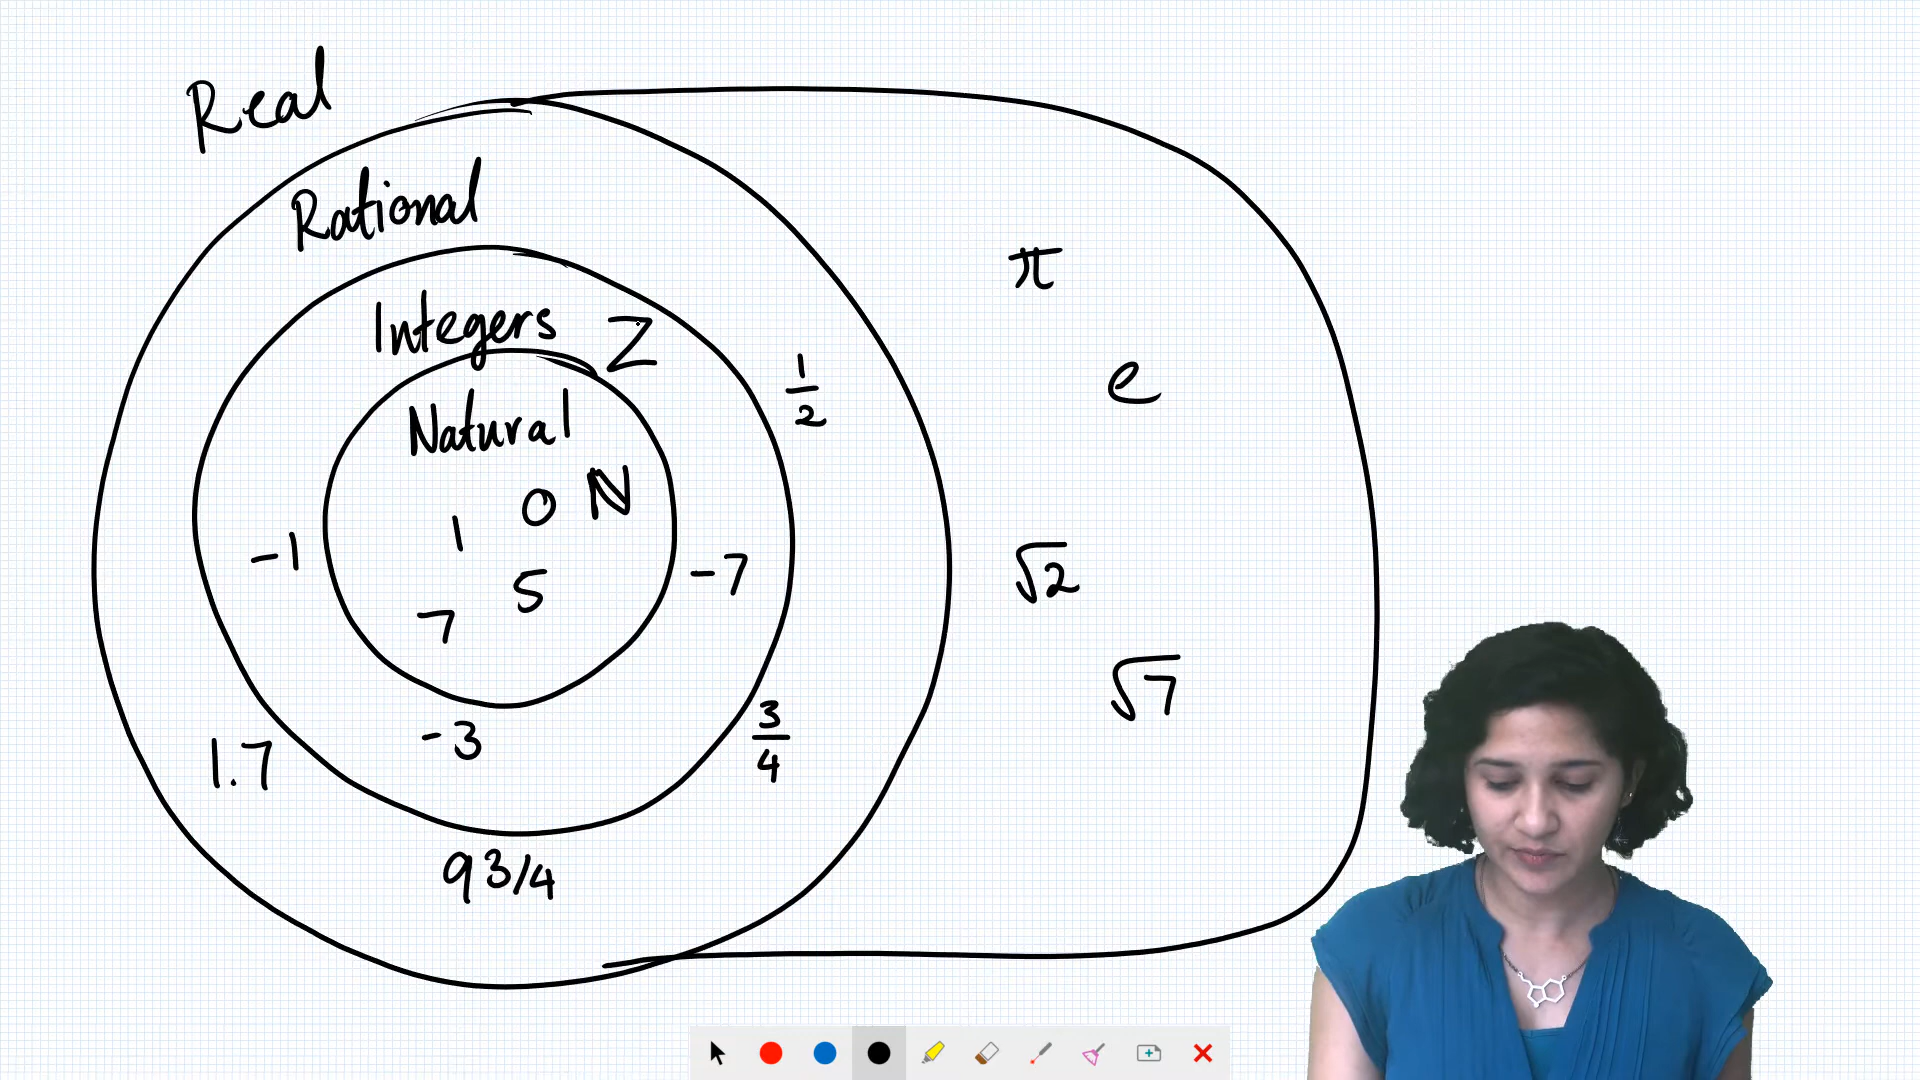 Real
Rational
Integers Z
Natural
0 N
1
5
7
-1
-7
-3
1/2
3/4
1.7
9 3/4
π
e
√2
√7